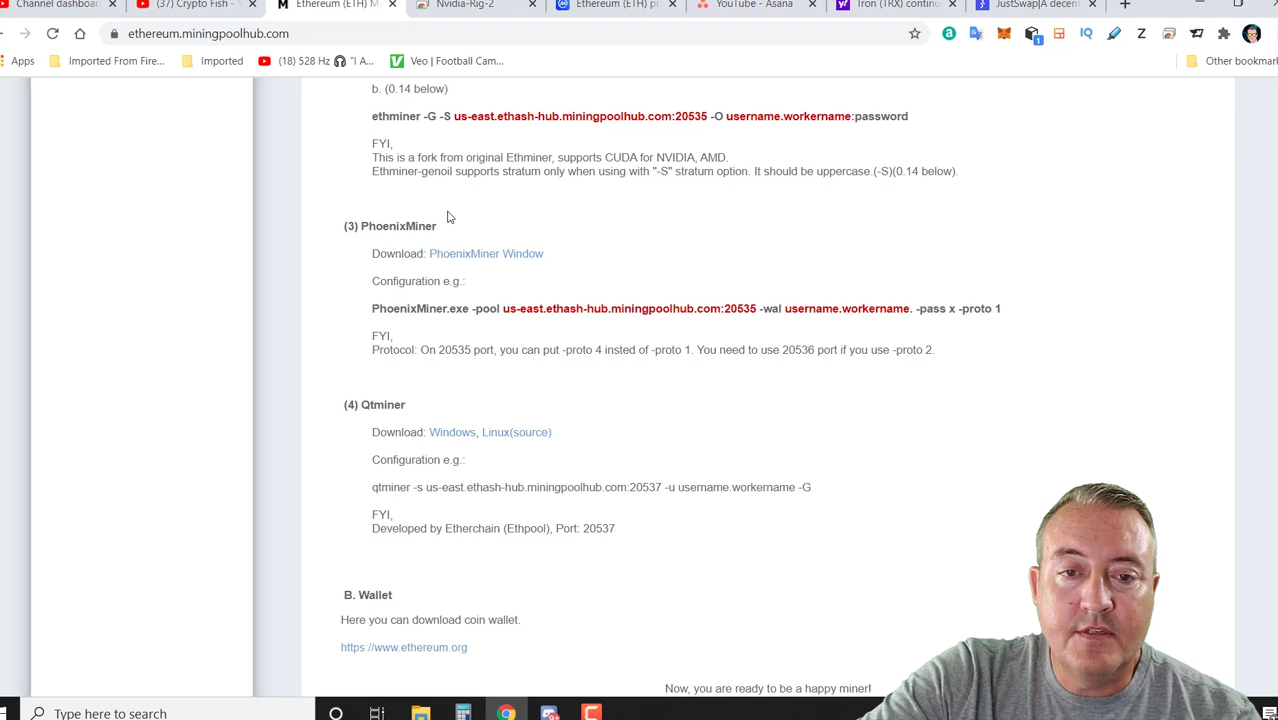 Channel dashboard
(37) Crypto Fish - Y
Ethereum (ETH) M
Nvidia-Rig-2
Ethereum (ETH) p
YouTube - Asana
Iron (TRX) continu
JustSwap|A decent
ethereum.miningpoolhub.com
Apps
Imported From Fire...
Imported
(18) 528 Hz 🎧 "I A...
Veo | Football Cam...
Other bookmar
b. (0.14 below)
ethminer -G -S us-east.ethash-hub.miningpoolhub.com:20535 -O username.workername:password
FYI,
This is a fork from original Ethminer, supports CUDA for NVIDIA, AMD.
Ethminer-genoil supports stratum only when using with "-S" stratum option. It should be uppercase.(-S)(0.14 below).
(3) PhoenixMiner
Download: PhoenixMiner Window
Configuration e.g.:
PhoenixMiner.exe -pool us-east.ethash-hub.miningpoolhub.com:20535 -wal username.workername. -pass x -proto 1
FYI,
Protocol: On 20535 port, you can put -proto 4 insted of -proto 1. You need to use 20536 port if you use -proto 2.
(4) Qtminer
Download: Windows, Linux(source)
Configuration e.g.:
qtminer -s us-east.ethash-hub.miningpoolhub.com:20537 -u username.workername -G
FYI,
Developed by Etherchain (Ethpool), Port: 20537
B. Wallet
Here you can download coin wallet.
https://www.ethereum.org
Now, you are ready to be a happy miner!
Type here to search